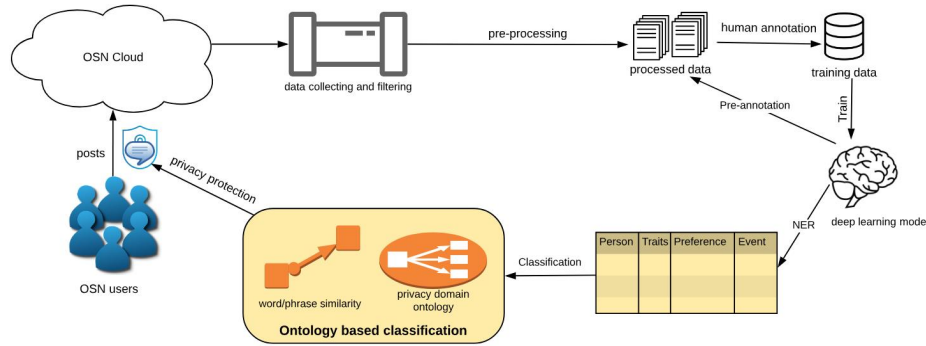 OSN Cloud
data collecting and filtering
pre-processing
processed data
human annotation
training data
Train
Pre-annotation
deep learning mode
NER
Person Traits Preference Event
Classification
word/phrase similarity
privacy domain
ontology
Ontology based classification
privacy protection
posts
OSN users